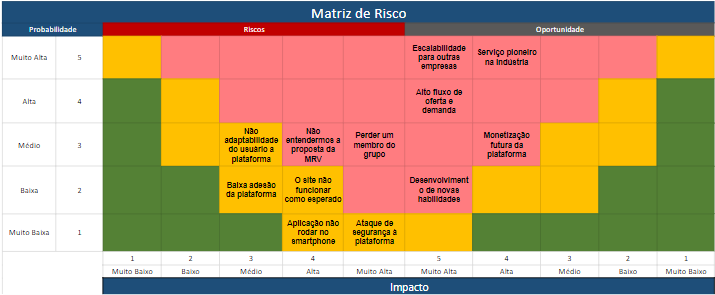 Matriz de Risco
Probabilidade Riscos Oportunidade
Muito Alta 5
Escalabilidade
para outras
empresas
Serviço pioneiro
na indústria
Alta 4
Alto fluxo de
oferta e
demanda
Médio 3
Não
adaptabilidade
do usuário a
plataforma
Não
entendermos a
proposta da
MRV
Perder um
membro do
grupo
Monetização
futura da
plataforma
Baixa 2
Baixa adesão
da plataforma
O site não
funcionar
como esperado
Desenvolviment
o de novas
habilidades
Muito Baixa 1
Aplicação não
rodar no
smartphone
Ataque de
segurança à
plataforma
1 2 3 4 5 5 4 3 2 1
Muito Baixo Baixo Médio Alta Muito Alta Muito Alta Alta Médio Baixo Muito Baixo
Impacto